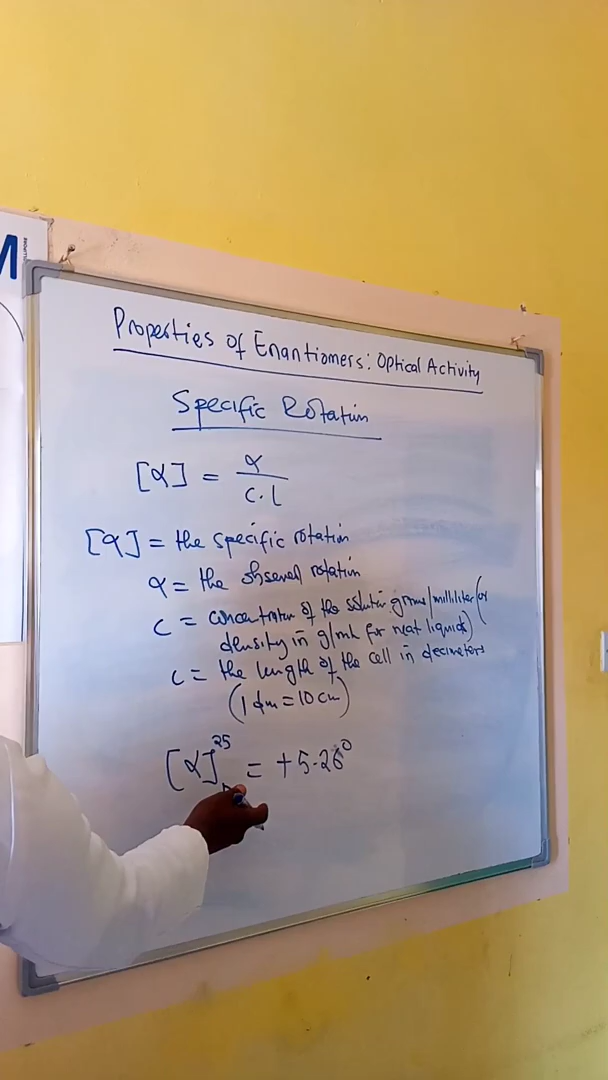 M
Properties of Enantiomers: Optical Activity
Specific Rotation
[α] = α / c.l
[α] = the specific rotation
α = the observed rotation
c = concentration of the solution grams/milliliter (or
density in g/mL for neat liquids)
c = the length of the cell in decimeters
(1 dm = 10 cm)
[α]²⁵ = +5.26°